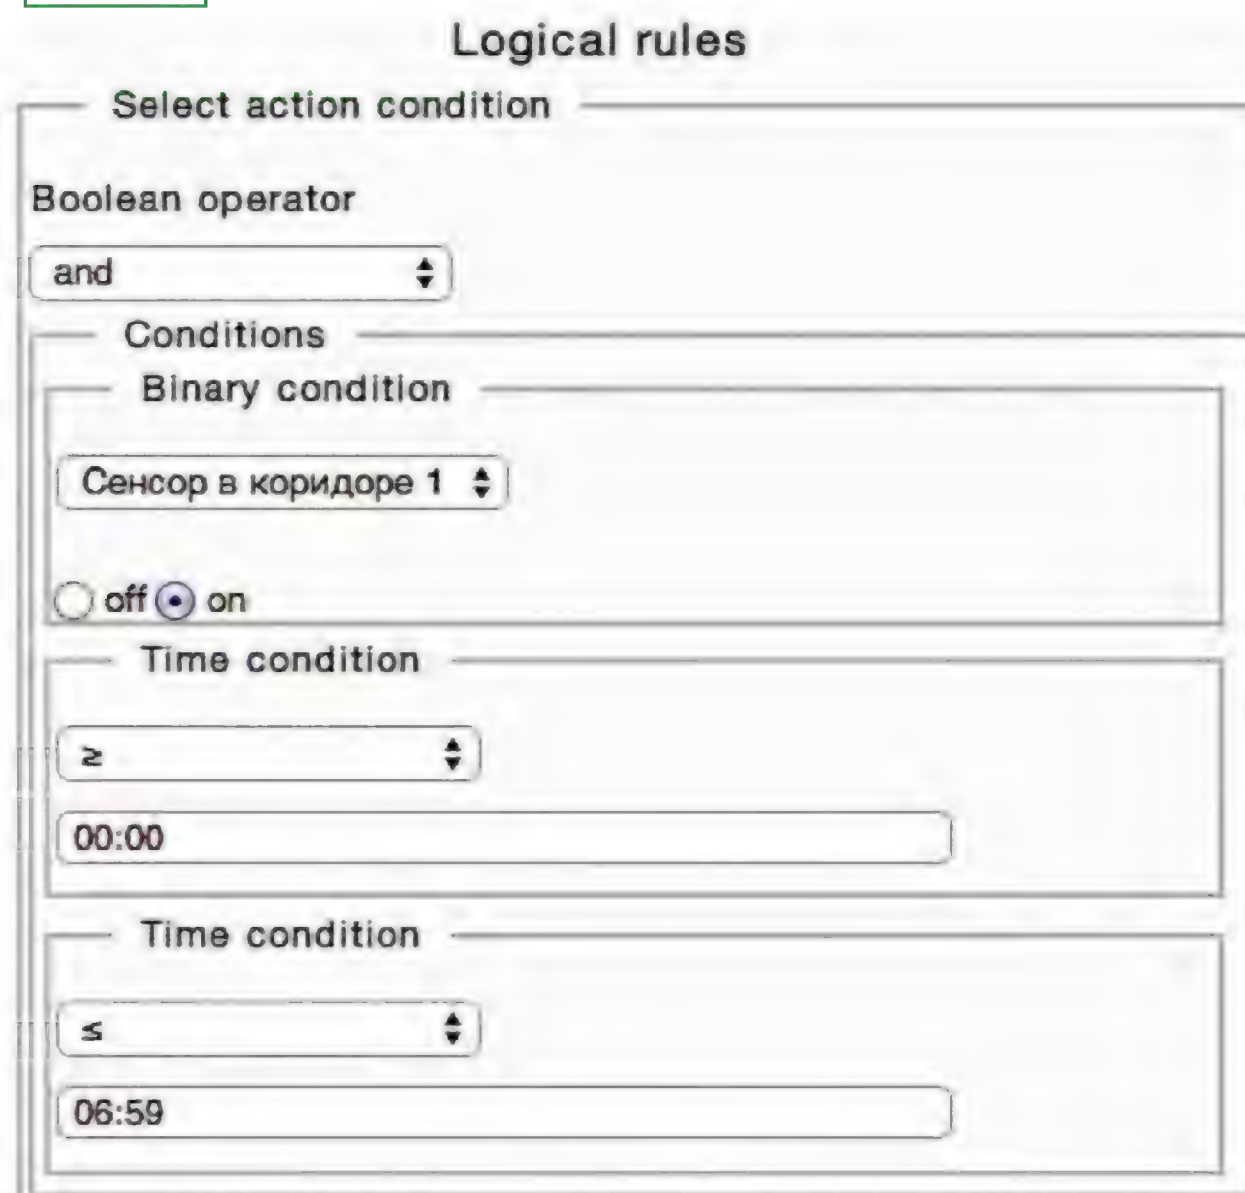 Logical rules
Select action condition
Boolean operator
and
Conditions
Binary condition
Сенсор в коридоре 1
off on
Time condition
≥
00:00
Time condition
≤
06:59